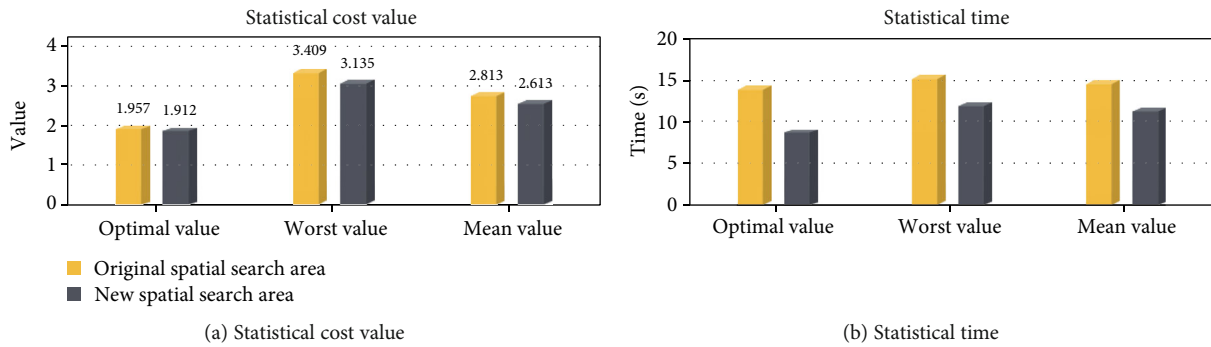 Statistical cost value
4
3
2
1
0
Value
1.957
1.912
3.409
3.135
2.813
2.613
Optimal value
Worst value
Mean value
Original spatial search area
New spatial search area
(a) Statistical cost value
Statistical time
20
15
10
5
0
Time (s)
Optimal value
Worst value
Mean value
(b) Statistical time